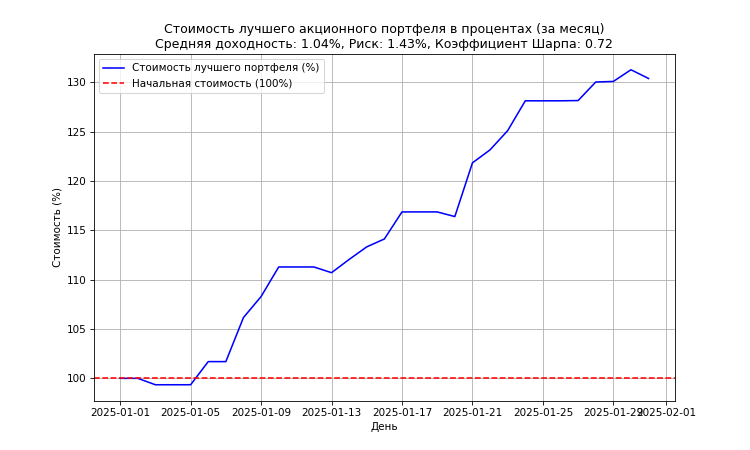 Стоимость лучшего акционного портфеля в процентах (за месяц)
Средняя доходность: 1.04%, Риск: 1.43%, Коэффициент Шарпа: 0.72
Стоимость лучшего портфеля (%)
Начальная стоимость (100%)
Стоимость (%)
130
125
120
115
110
105
100
2025-01-01
2025-01-05
2025-01-09
2025-01-13
2025-01-17
2025-01-21
2025-01-25
2025-01-29
2025-02-01
День